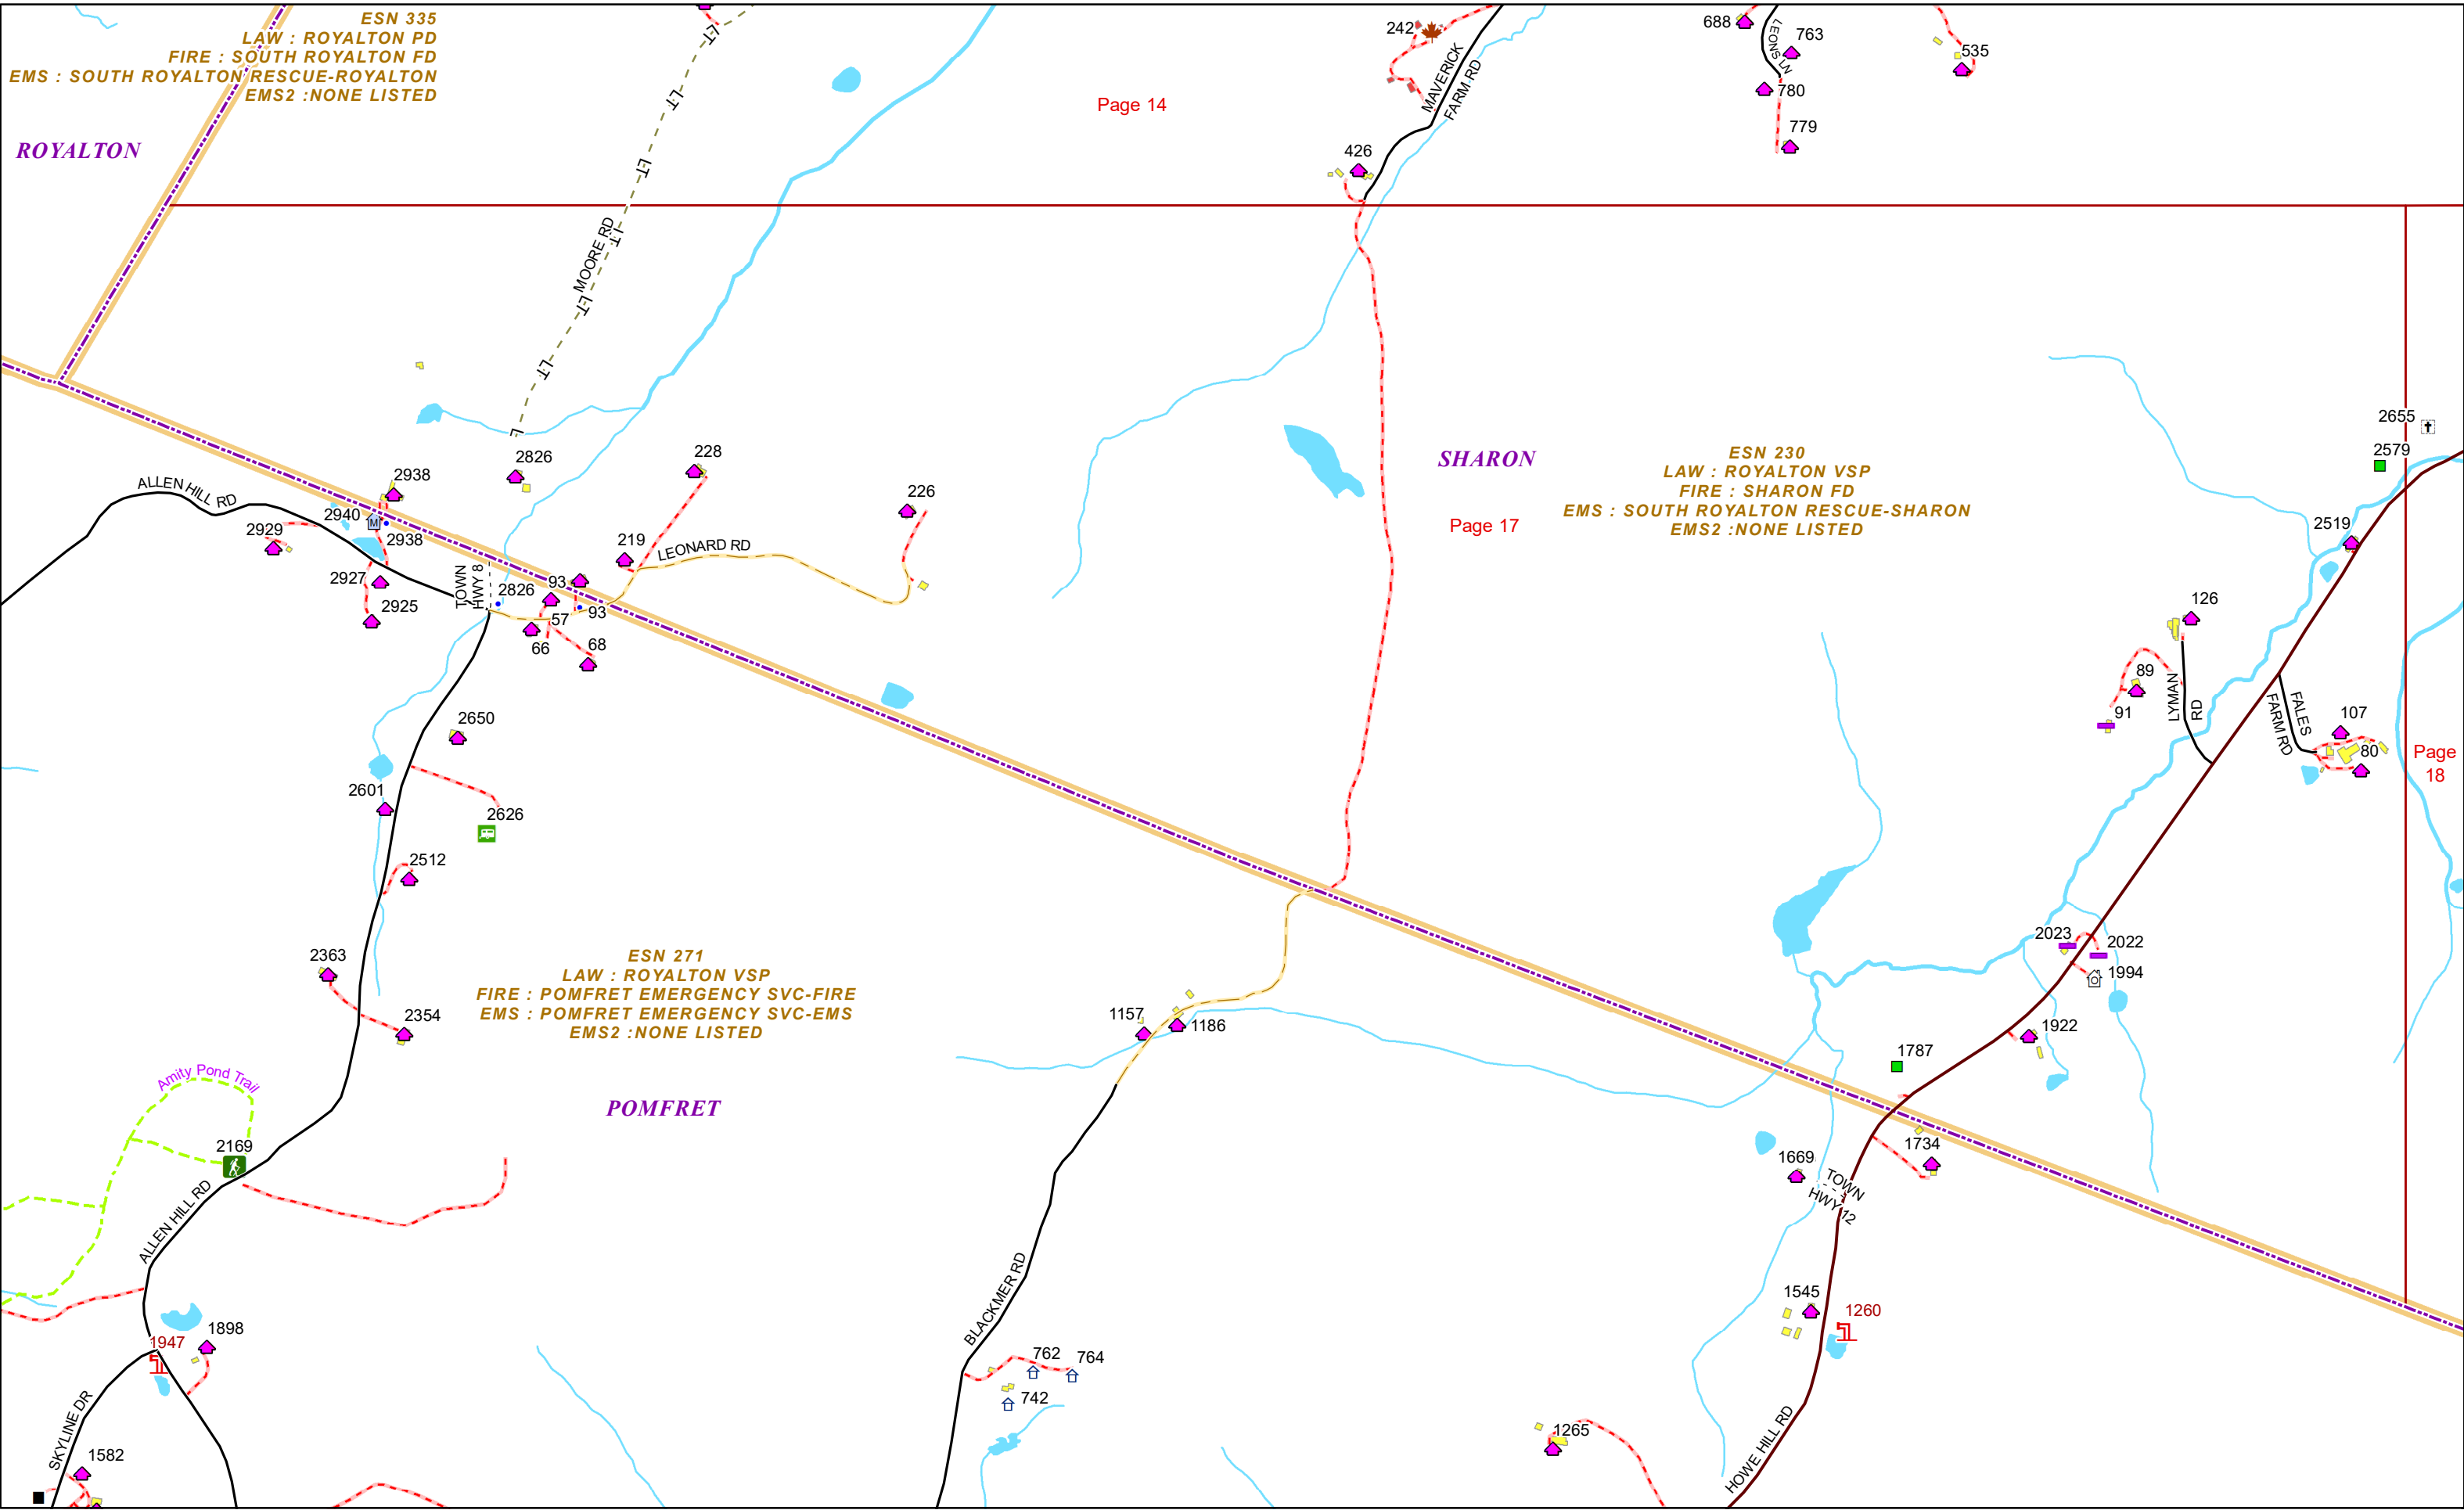 ESN 335
LAW : ROYALTON PD
FIRE : SOUTH ROYALTON FD
EMS : SOUTH ROYALTON RESCUE-ROYALTON
EMS2 :NONE LISTED
ROYALTON
LT
LT
LT
LT
LT
LT
L
MOORE RD
Page 14
242
MAVERICK
FARM RD
426
688
LEONS LN
763
780
779
535
SHARON
Page 17
ESN 230
LAW : ROYALTON VSP
FIRE : SHARON FD
EMS : SOUTH ROYALTON RESCUE-SHARON
EMS2 :NONE LISTED
2655
2579
2519
126
89
91
LYMAN
RD
FALES
FARM RD
107
80
Page
18
ALLEN HILL RD
2938
2940
M
2938
2929
2927
2925
2826
228
226
219
LEONARD RD
TOWN
HWY 8
2826
93
93
57
66
68
2650
2601
2626
2512
2363
2354
ESN 271
LAW : ROYALTON VSP
FIRE : POMFRET EMERGENCY SVC-FIRE
EMS : POMFRET EMERGENCY SVC-EMS
EMS2 :NONE LISTED
POMFRET
1157
1186
2023
2022
1994
1922
1787
1734
1669
TOWN
HWY 12
Amity Pond Trail
2169
ALLEN HILL RD
1947
1898
SKYLINE DR
1582
BLACKMER RD
762
764
742
1545
1260
1265
HOWE HILL RD